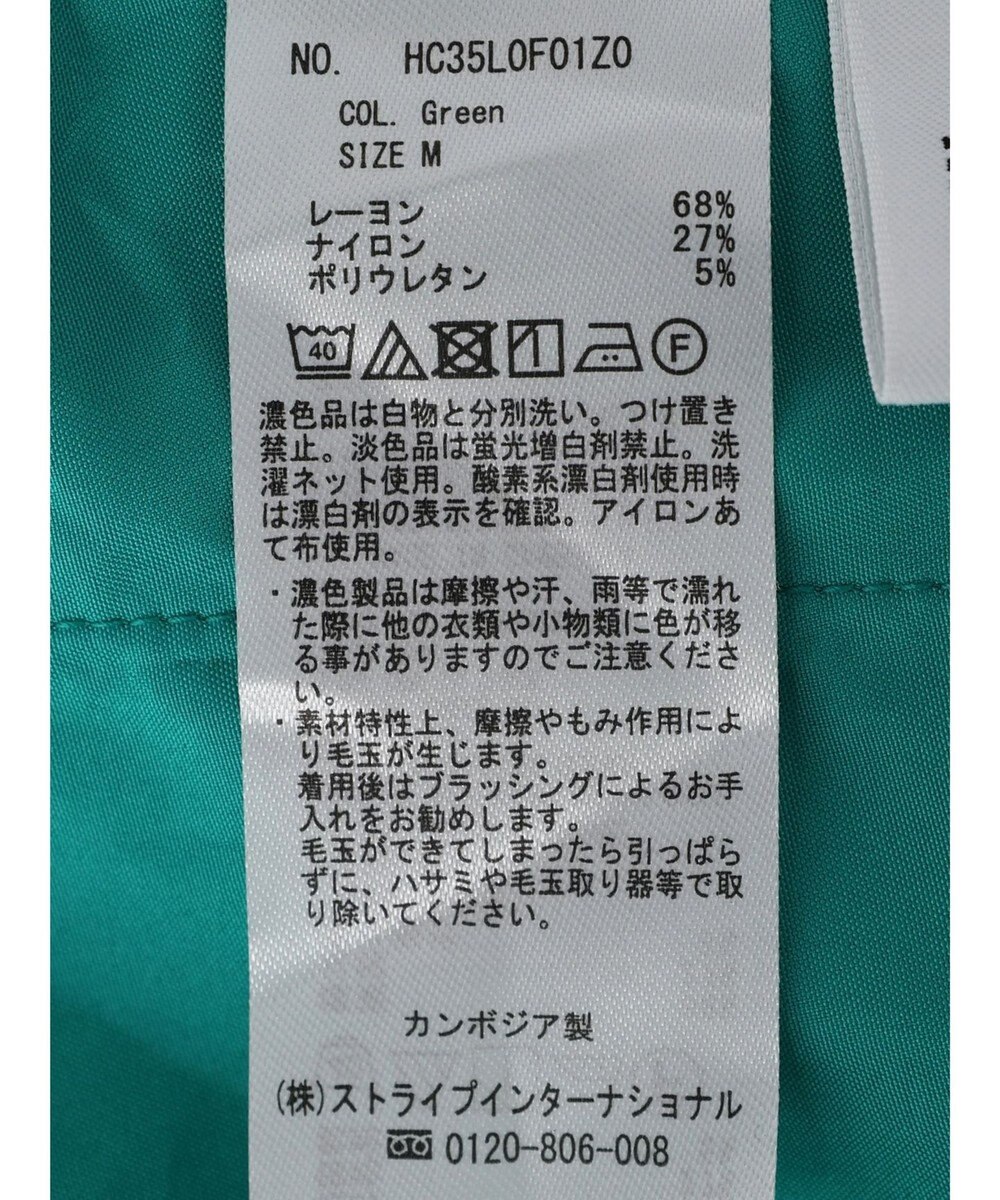 NO. HC35L0F01Z0
COL. Green
SIZE M
レーヨン 68%
ナイロン 27%
ポリウレタン 5%
40
F
濃色品は白物と分別洗い。つけ置き
禁止。淡色品は蛍光増白剤禁止。洗
濯ネット使用。酸素系漂白剤使用時
は漂白剤の表示を確認。アイロンあ
て布使用。
・濃色製品は摩擦や汗、雨等で濡れ
た際に他の衣類や小物類に色が移
る事がありますのでご注意くださ
い。
・素材特性上、摩擦やもみ作用によ
り毛玉が生じます。
着用後はブラッシングによるお手
入れをお勧めします。
毛玉ができてしまったら引っぱら
ずに、ハサミや毛玉取り器等で取
り除いてください。
カンボジア製
(株)ストライプインターナショナル
0120-806-008